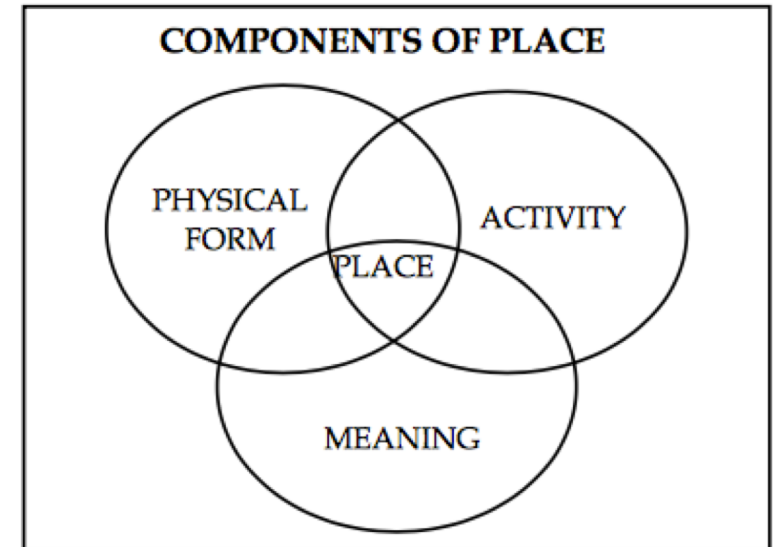 COMPONENTS OF PLACE
PHYSICAL
FORM
ACTIVITY
PLACE
MEANING